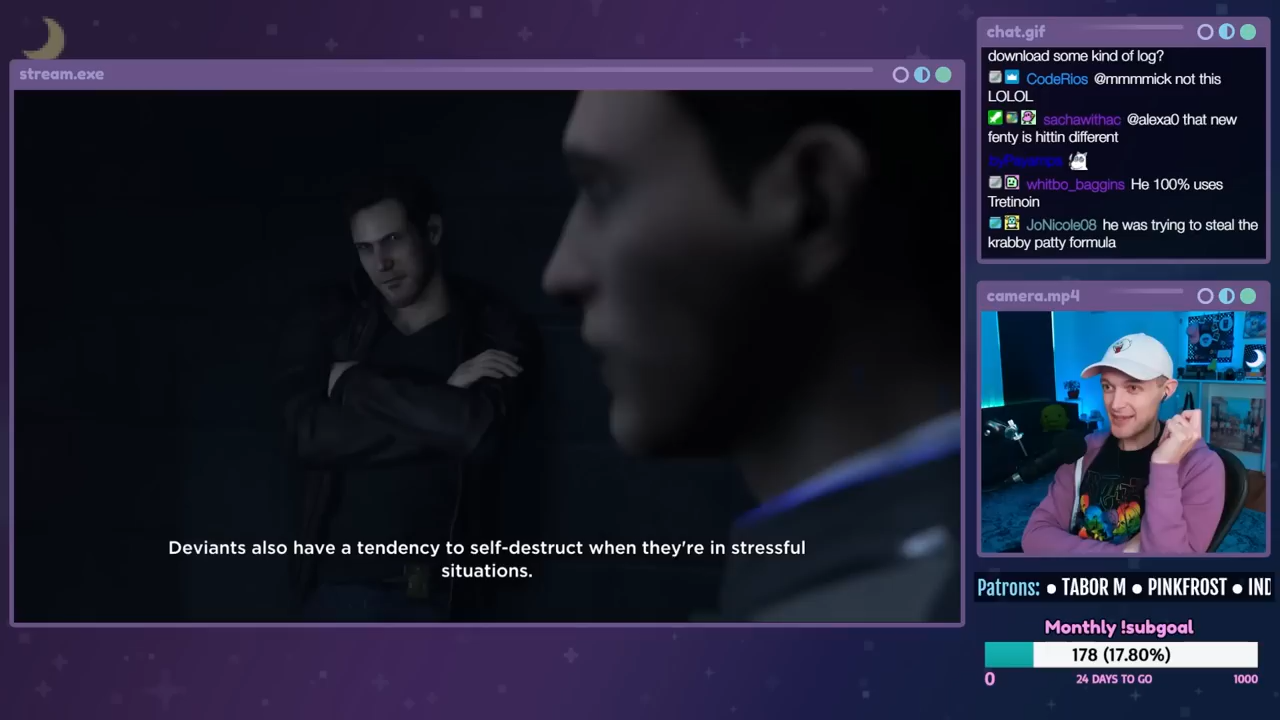 stream.exe
Deviants also have a tendency to self-destruct when they're in stressful
situations.
chat.gif
download some kind of log?
CodeRios @mmmmick not this
LOLOL
sachawithac @alexa0 that new
fenty is hittin different
whitbo_baggins He 100% uses
Tretinoin
JoNicole08 he was trying to steal the
krabby patty formula
camera.mp4
Patrons: ● TABOR M ● PINKFROST ● IND
Monthly !subgoal
178 (17.80%)
0 24 DAYS TO GO 1000